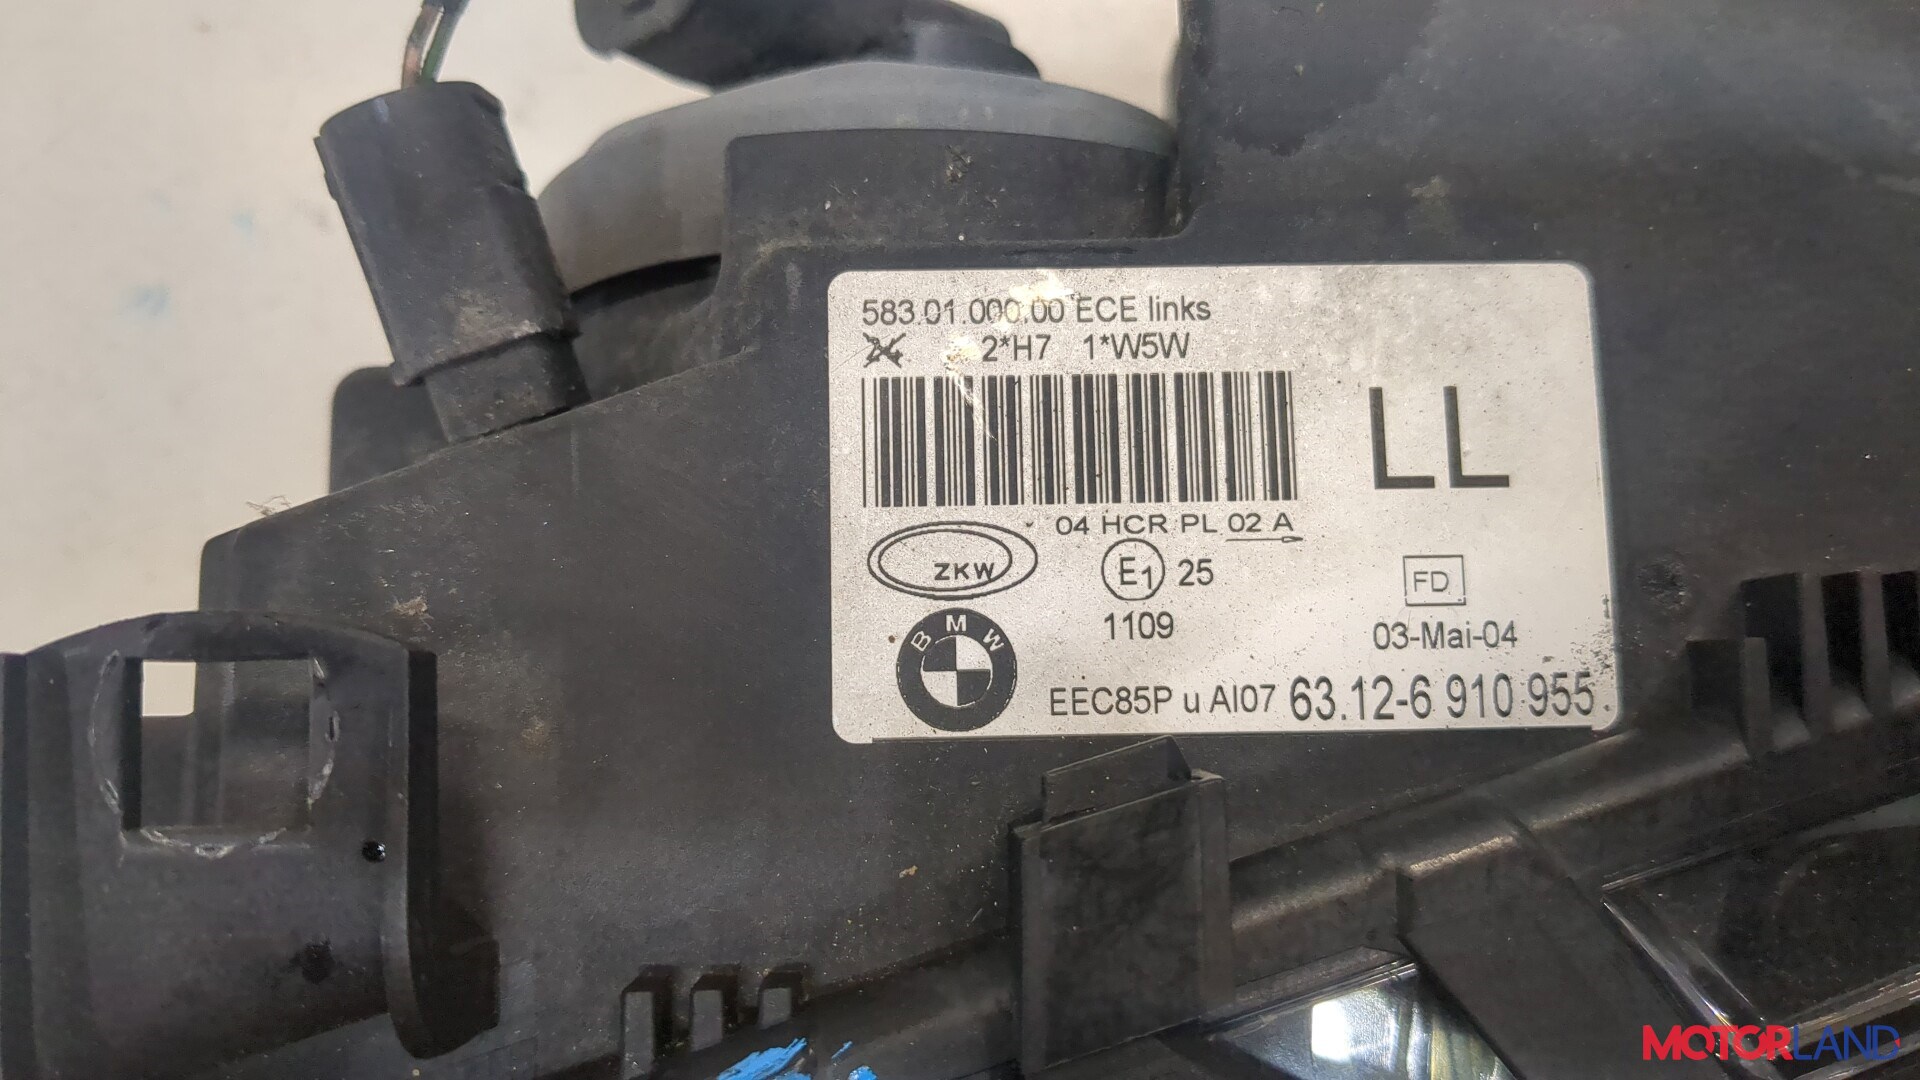 583.01.000.00 ECE links
24 2*H7 1*W5W
LL
04 HCR PL 02 A
ZKW
E1 25
FD
1109
03-Mai-04
BMW
EEC85P u AI07 63.12-6 910 955
MOTORLAND